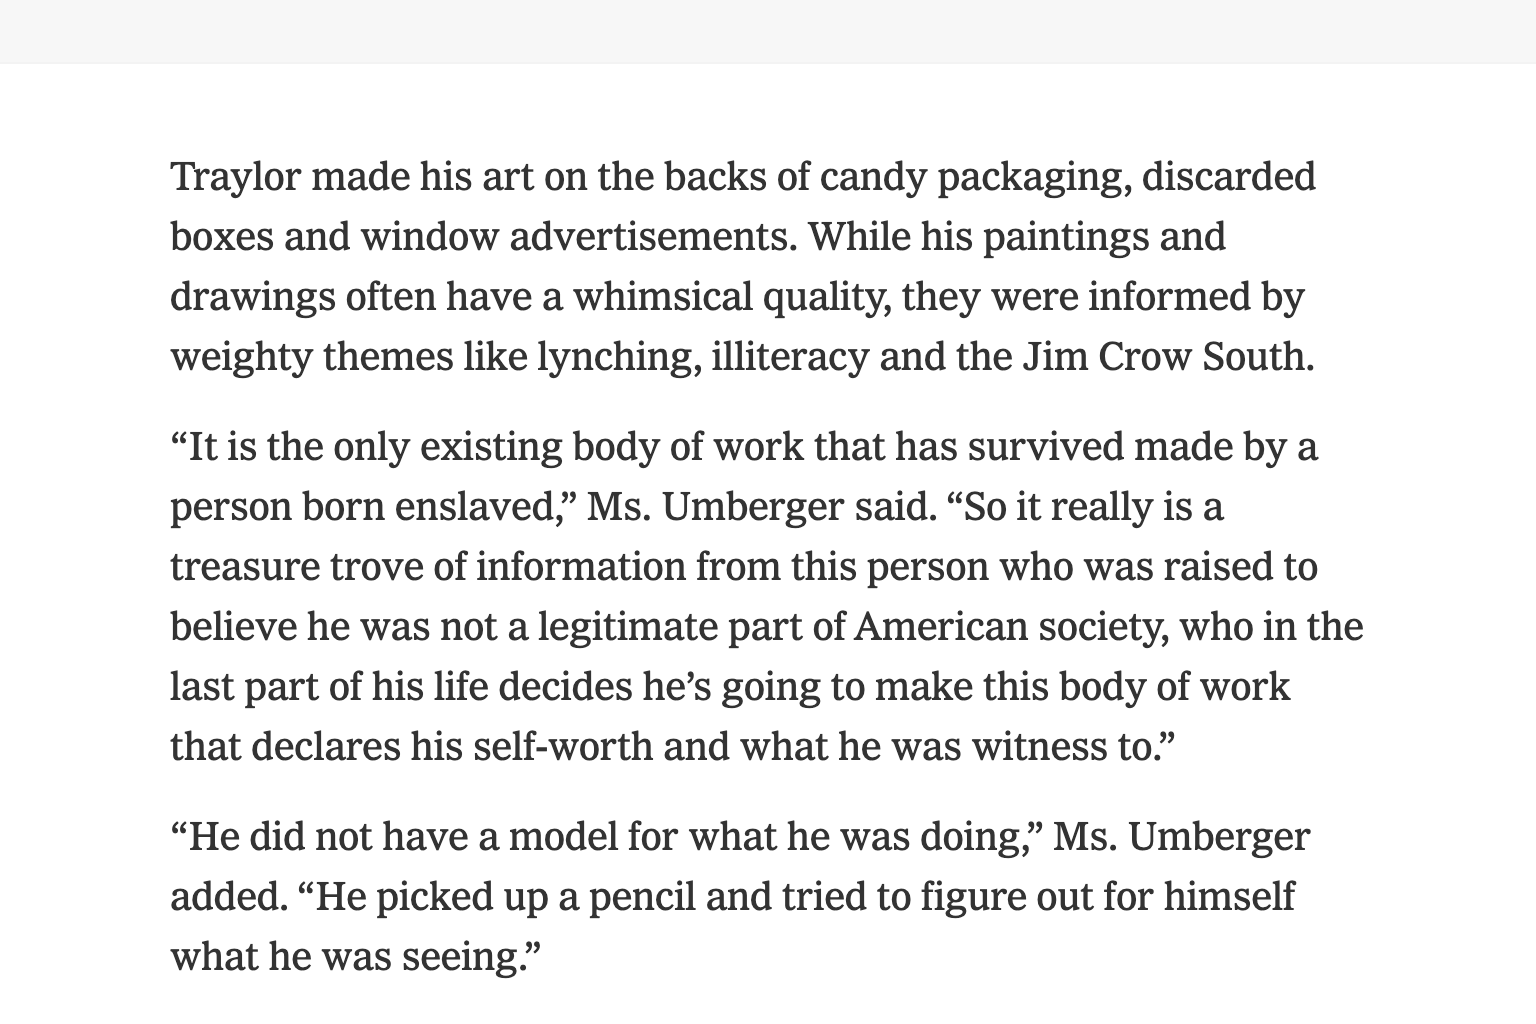 Traylor made his art on the backs of candy packaging, discarded
boxes and window advertisements. While his paintings and
drawings often have a whimsical quality, they were informed by
weighty themes like lynching, illiteracy and the Jim Crow South.
“It is the only existing body of work that has survived made by a
person born enslaved,” Ms. Umberger said. “So it really is a
treasure trove of information from this person who was raised to
believe he was not a legitimate part of American society, who in the
last part of his life decides he’s going to make this body of work
that declares his self-worth and what he was witness to.”
“He did not have a model for what he was doing,” Ms. Umberger
added. “He picked up a pencil and tried to figure out for himself
what he was seeing.”